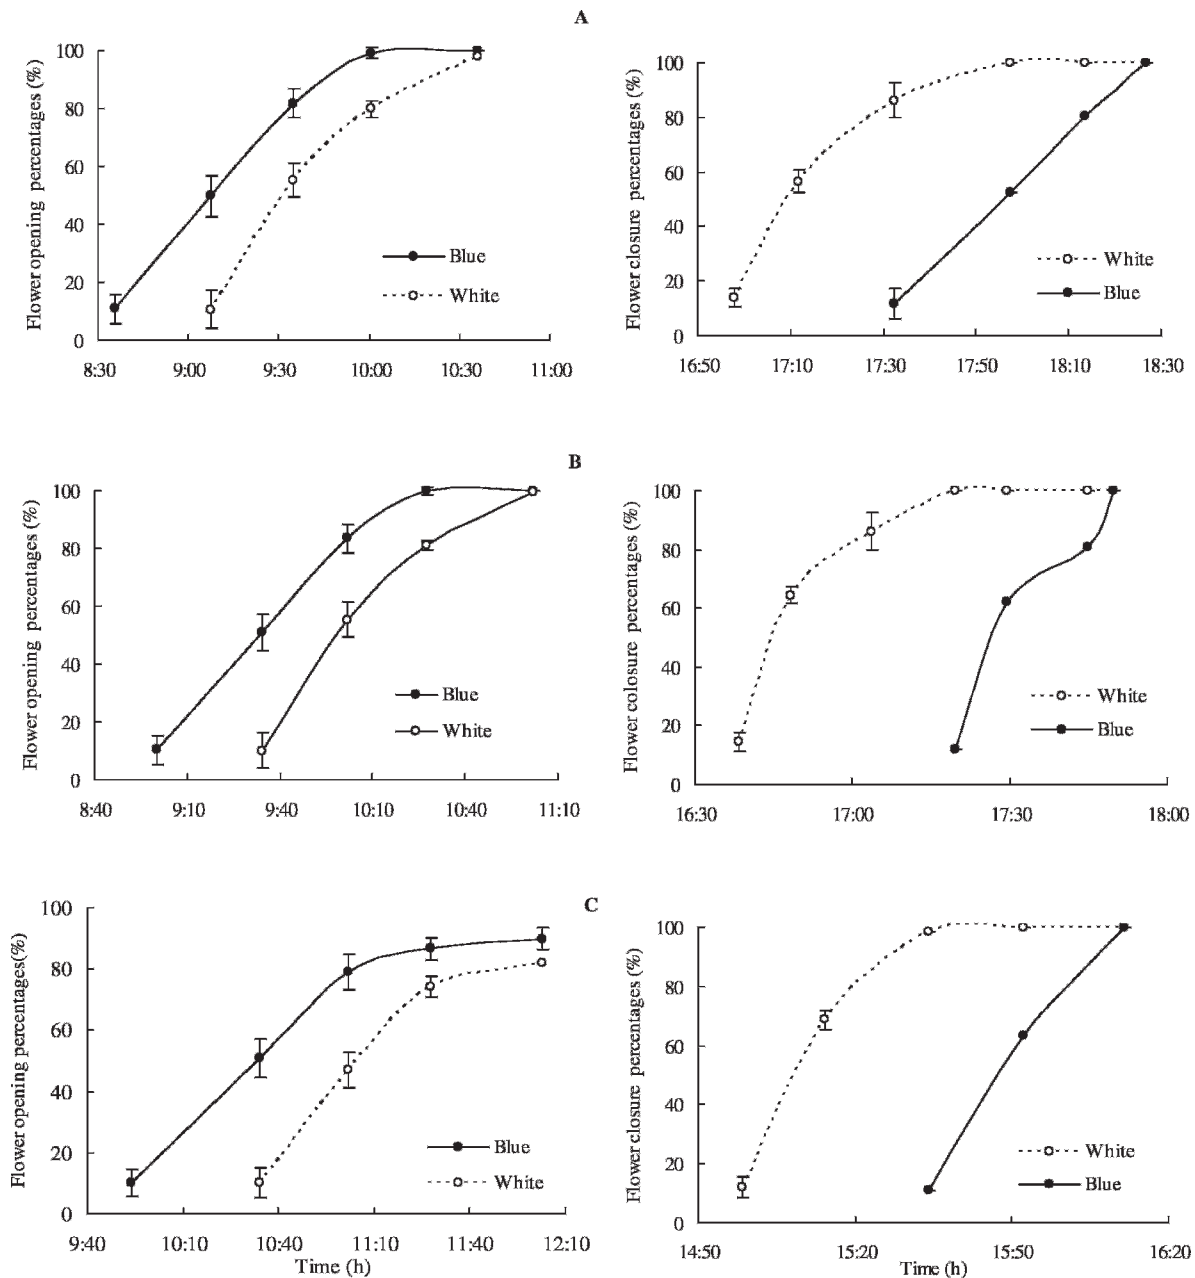 A
Flower opening percentages (%)
100
80
60
40
20
0
Blue
White
8:30 9:00 9:30 10:00 10:30 11:00
Flower closure percentages (%)
100
80
60
40
20
0
White
Blue
16:50 17:10 17:30 17:50 18:10 18:30
B
Flower opening percentages (%)
100
80
60
40
20
0
Blue
White
8:40 9:10 9:40 10:10 10:40 11:10
Flower colosure percentages (%)
100
80
60
40
20
0
White
Blue
16:30 17:00 17:30 18:00
C
Flower opening percentages(%)
100
80
60
40
20
0
Blue
White
9:40 10:10 10:40 11:10 11:40 12:10
Time (h)
Flower closure percentages (%)
100
80
60
40
20
0
White
Blue
14:50 15:20 15:50 16:20
Time (h)